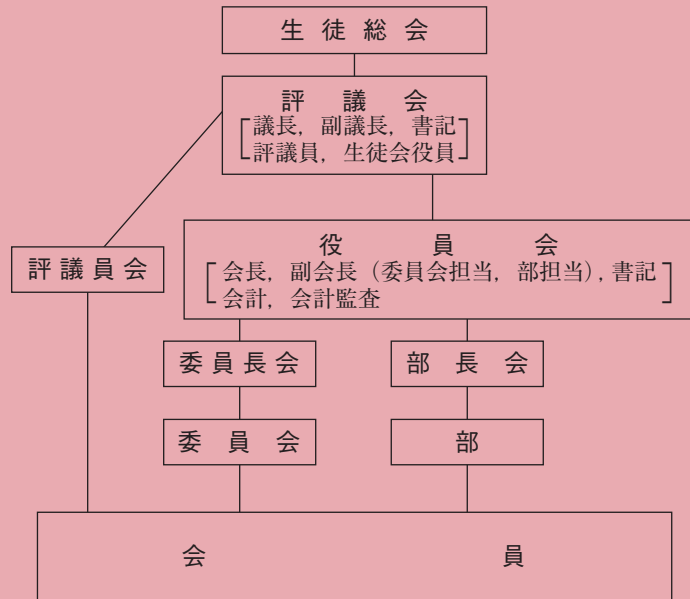 生徒総会
評議会
議長，副議長，書記
評議員，生徒会役員
役員会
会長，副会長（委員会担当，部担当），書記
会計，会計監査
評議員会
委員長会
部長会
委員会
部
会員